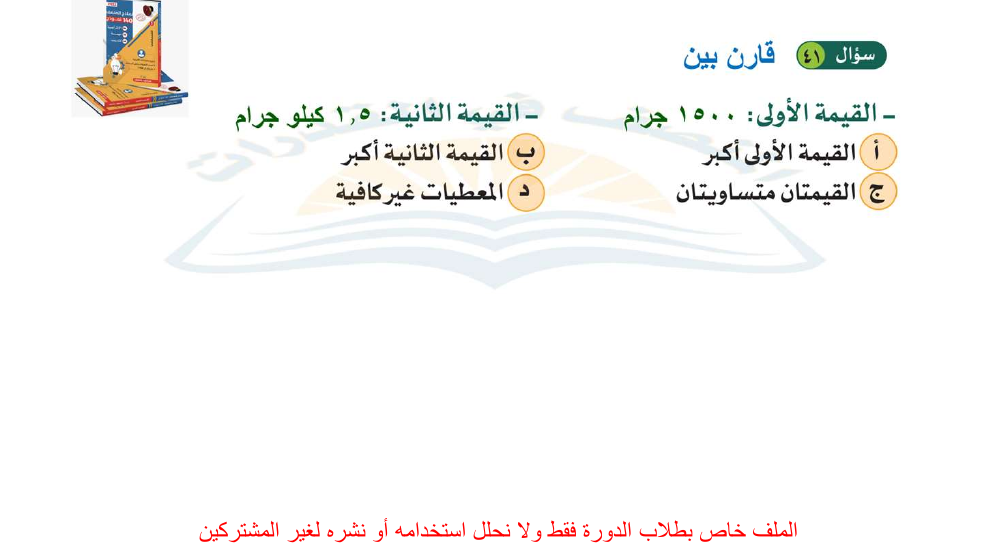 سؤال ٤١ قارن بين
– القيمة الأولى: ١٥٠٠ جرام – القيمة الثانية: ١,٥ كيلو جرام
أ القيمة الأولى أكبر ب القيمة الثانية أكبر
ج القيمتان متساويتان د المعطيات غير كافية
الملف خاص بطلاب الدورة فقط ولا نحلل استخدامه أو نشره لغير المشتركين